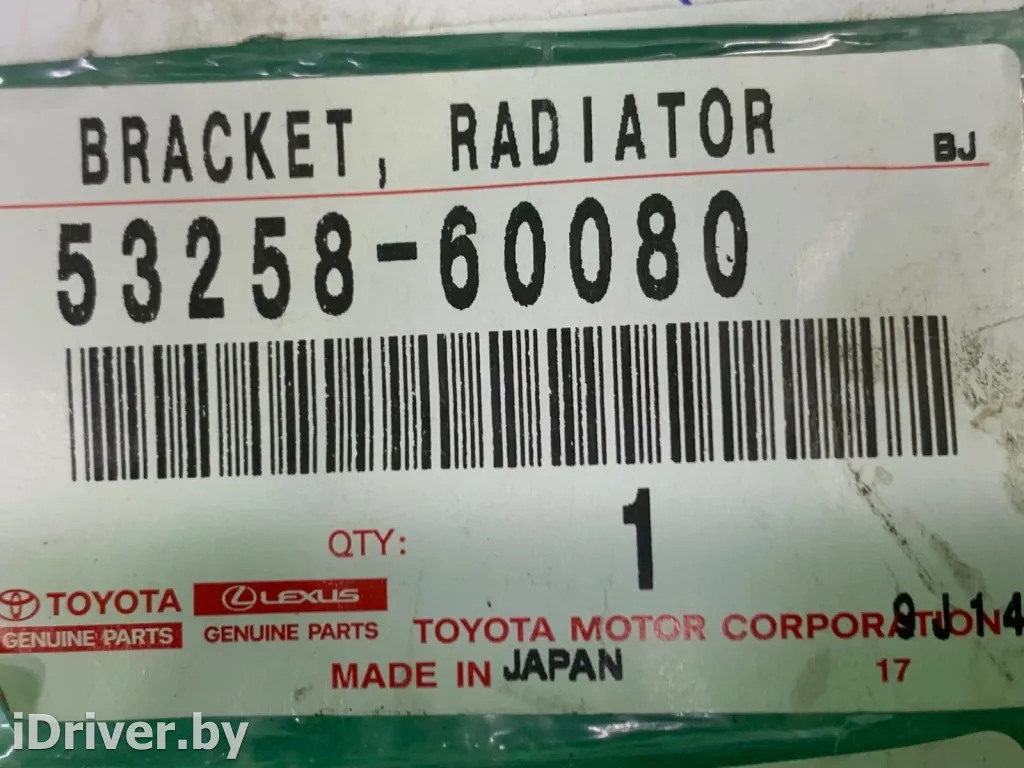 BRACKET, RADIATOR
BJ
53258-60080
QTY: 1
TOYOTA
GENUINE PARTS
LEXUS
GENUINE PARTS
TOYOTA MOTOR CORPORATION
9J14
MADE IN JAPAN
17
iDriver.by